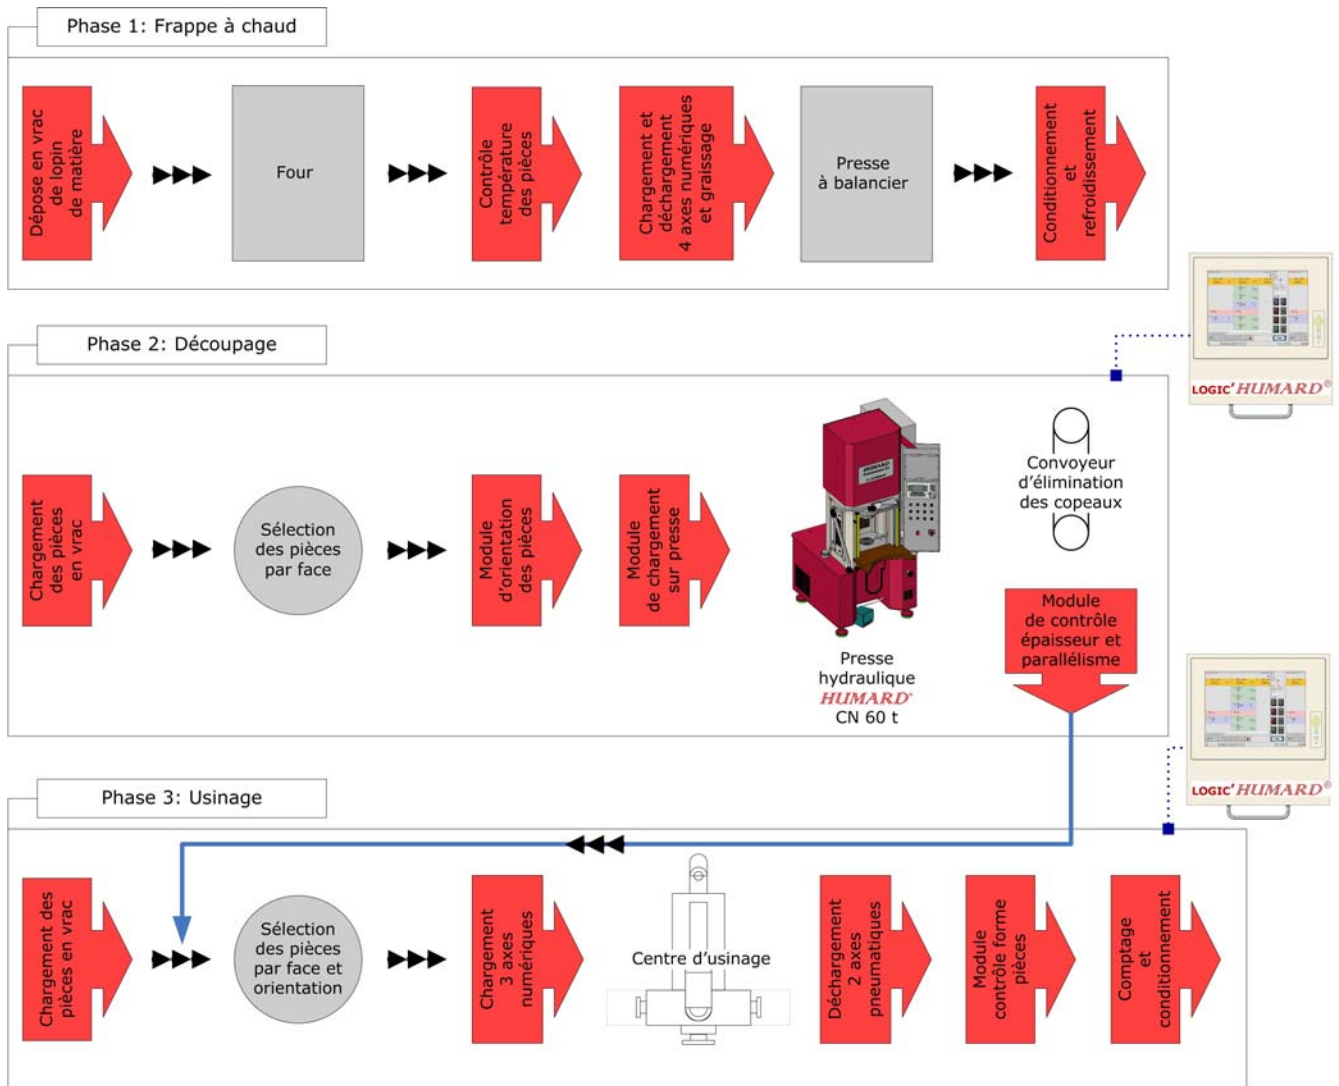 Phase 1: Frappe à chaud
Dépose en vrac
de lopin
de matière
Four
Contrôle
température
des pièces
Chargement et
déchargement
4 axes numériques
et graissage
Presse
à balancier
Conditionnement
et
refroidissement
Phase 2: Découpage
LOGIC'HUMARD®
Chargement
des pièces
en vrac
Sélection
des pièces
par face
Module
d'orientation
des pièces
Module
de chargement
sur presse
HUMARD
Presse
hydraulique
HUMARD®
CN 60 t
Convoyeur
d'élimination
des copeaux
Module
de contrôle
épaisseur et
parallélisme
LOGIC'HUMARD®
Phase 3: Usinage
Chargement des
pièces en vrac
Sélection
des pièces
par face et
orientation
Chargement
3 axes
numériques
Centre d'usinage
Déchargement
2 axes
pneumatiques
Module
contrôle forme
pièces
Comptage
et
conditionnement